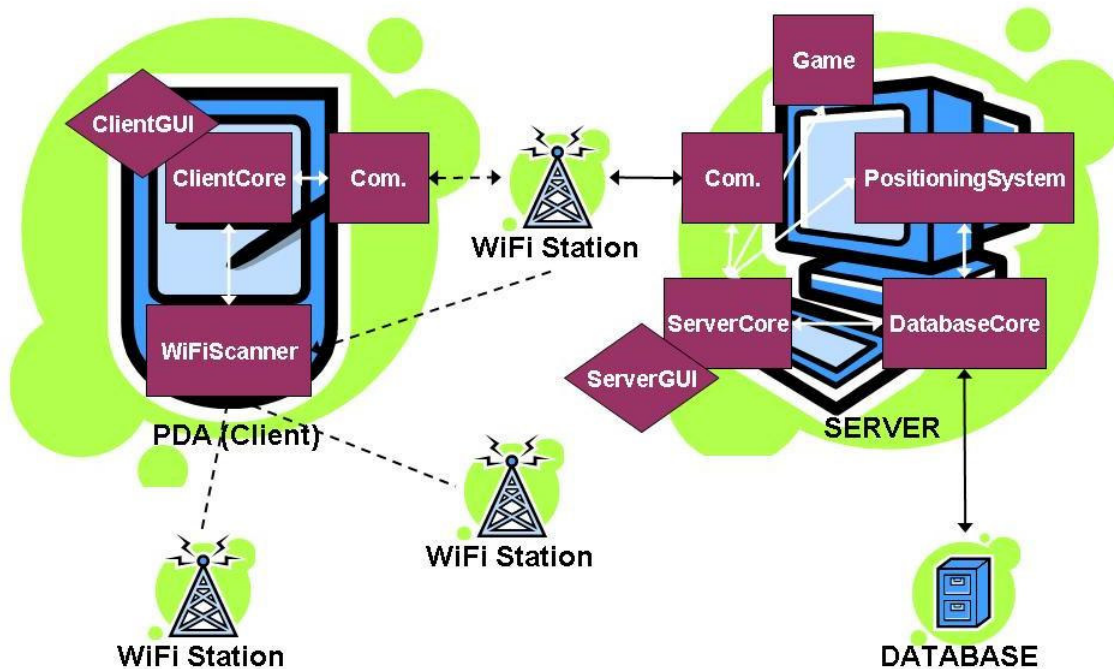 Game
ClientGUI
ClientCore
Com.
Com.
PositioningSystem
WiFi Station
WiFiScanner
ServerCore
DatabaseCore
ServerGUI
PDA (Client)
SERVER
WiFi Station
WiFi Station
DATABASE